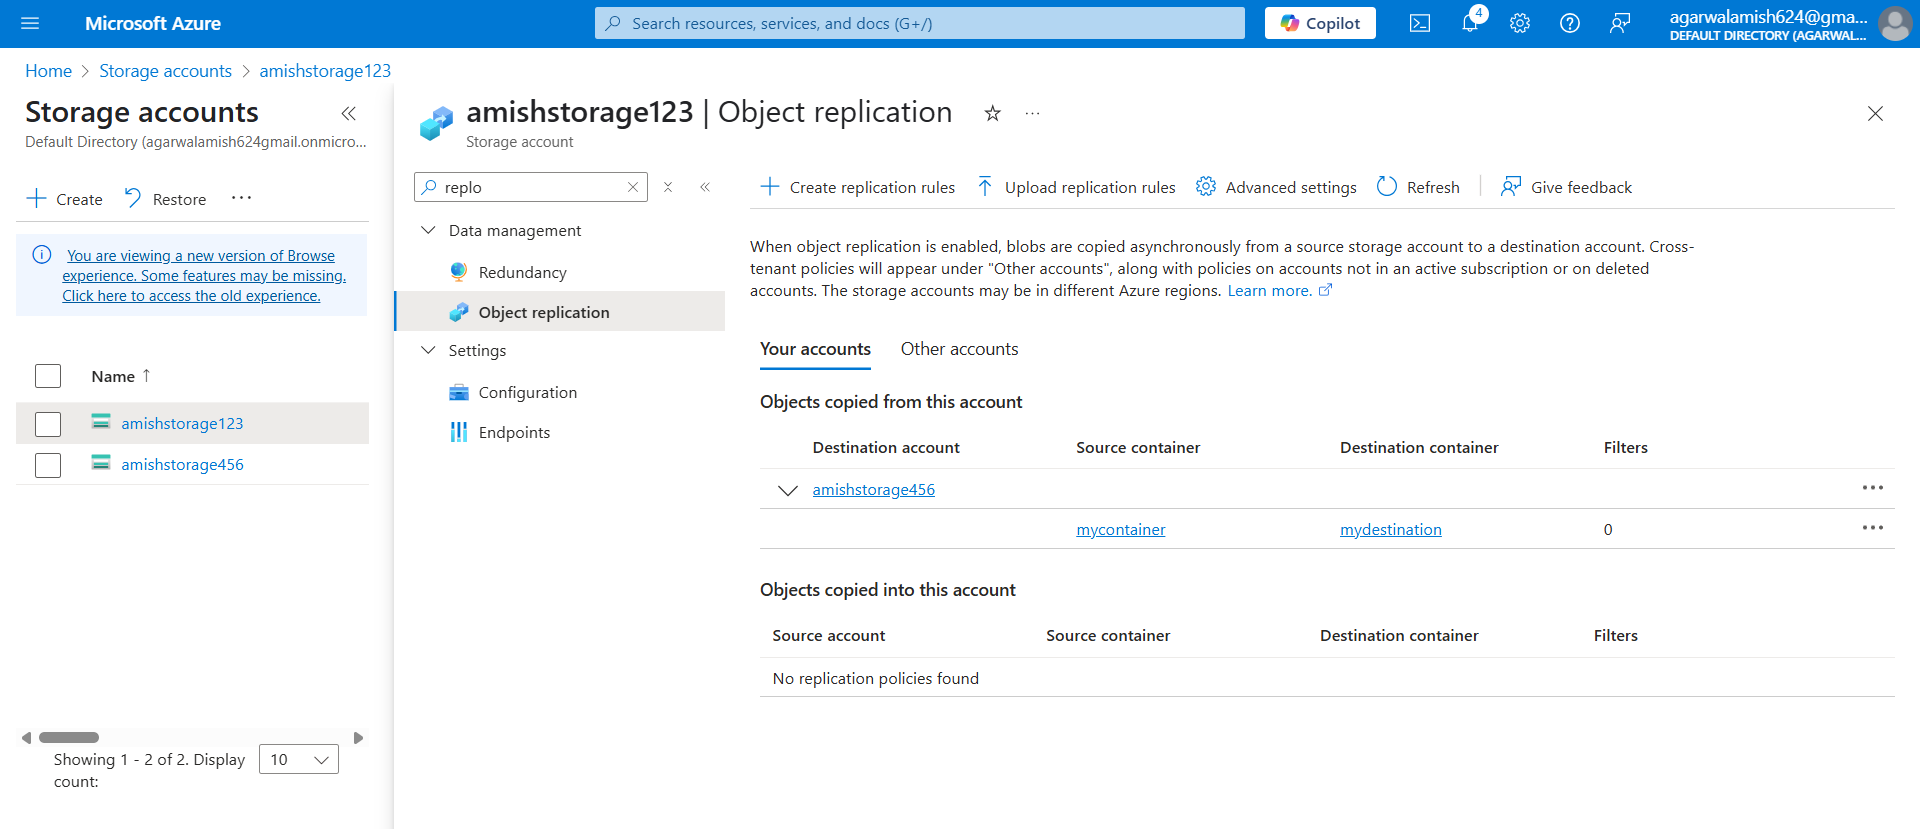 Microsoft Azure
Search resources, services, and docs (G+/)
Copilot
4
agarwalamish624@gma...
DEFAULT DIRECTORY (AGARWAL...
Home > Storage accounts > amishstorage123
Storage accounts
Default Directory (agarwalamish624gmail.onmicro...
Create
Restore
...
You are viewing a new version of Browse
experience. Some features may be missing.
Click here to access the old experience.
Name ↑
amishstorage123
amishstorage456
Showing 1 - 2 of 2. Display
count:
10
amishstorage123 | Object replication
...
Storage account
replo
Data management
Redundancy
Object replication
Settings
Configuration
Endpoints
Create replication rules
Upload replication rules
Advanced settings
Refresh
Give feedback
When object replication is enabled, blobs are copied asynchronously from a source storage account to a destination account. Cross-
tenant policies will appear under "Other accounts", along with policies on accounts not in an active subscription or on deleted
accounts. The storage accounts may be in different Azure regions. Learn more.
Your accounts
Other accounts
Objects copied from this account
Destination account Source container Destination container Filters
amishstorage456 ...
mycontainer mydestination 0 ...
Objects copied into this account
Source account Source container Destination container Filters
No replication policies found